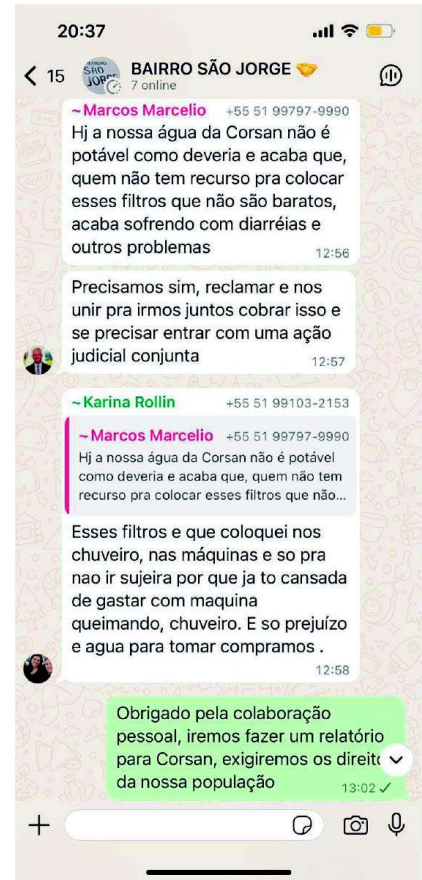 20:37
15
SÃO
BAIRRO SÃO JORGE
7 online
~Marcos Marcelio +55 51 99797-9990
Hj a nossa água da Corsan não é
potável como deveria e acaba que,
quem não tem recurso pra colocar
esses filtros que não são baratos,
acaba sofrendo com diarréias e
outros problemas
12:56
Precisamos sim, reclamar e nos
unir pra irmos juntos cobrar isso e
se precisar entrar com uma ação
judicial conjunta
12:57
~Karina Rollin +55 51 99103-2153
~Marcos Marcelio +55 51 99797-9990
Hj a nossa água da Corsan não é potável
como deveria e acaba que, quem não tem
recurso pra colocar esses filtros que não...
Esses filtros e que coloquei nos
chuveiro, nas máquinas e so pra
nao ir sujeira por que ja to cansada
de gastar com maquina
queimando, chuveiro. E so prejuízo
e agua para tomar compramos .
12:58
Obrigado pela colaboração
pessoal, iremos fazer um relatório
para Corsan, exigiremos os direito
da nossa população
13:02